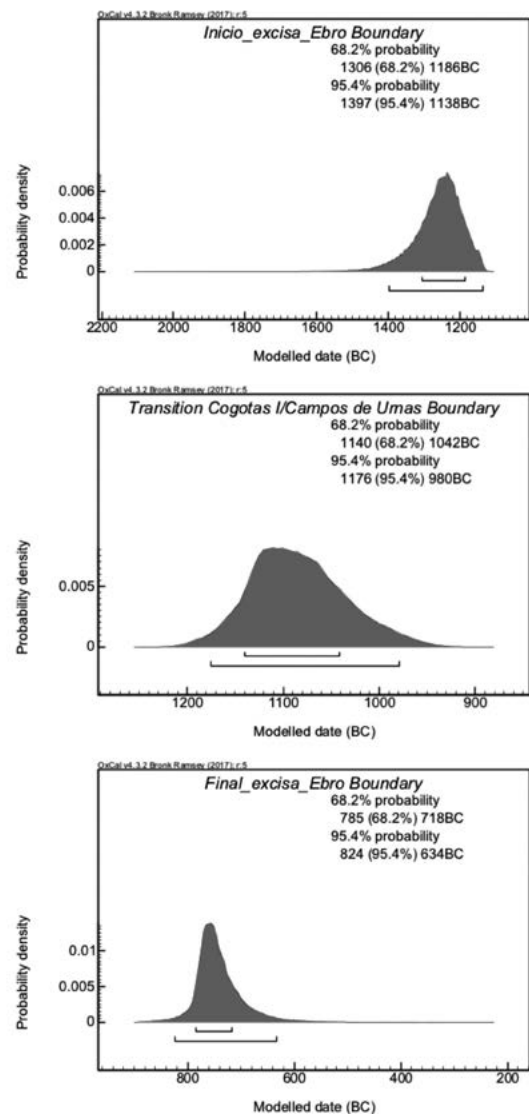 OxCal v4.3.2 Bronk Ramsey (2017); r:5
Inicio_excisa_Ebro Boundary
68.2% probability
1306 (68.2%) 1186BC
95.4% probability
1397 (95.4%) 1138BC
Probability density
0.006
0.004
0.002
0
2200 2000 1800 1600 1400 1200
Modelled date (BC)
OxCal v4.3.2 Bronk Ramsey (2017); r:5
Transition Cogotas I/Campos de Urnas Boundary
68.2% probability
1140 (68.2%) 1042BC
95.4% probability
1176 (95.4%) 980BC
Probability density
0.005
0
1200 1100 1000 900
Modelled date (BC)
OxCal v4.3.2 Bronk Ramsey (2017); r:5
Final_excisa_Ebro Boundary
68.2% probability
785 (68.2%) 718BC
95.4% probability
824 (95.4%) 634BC
Probability density
0.01
0.005
0
800 600 400 200
Modelled date (BC)